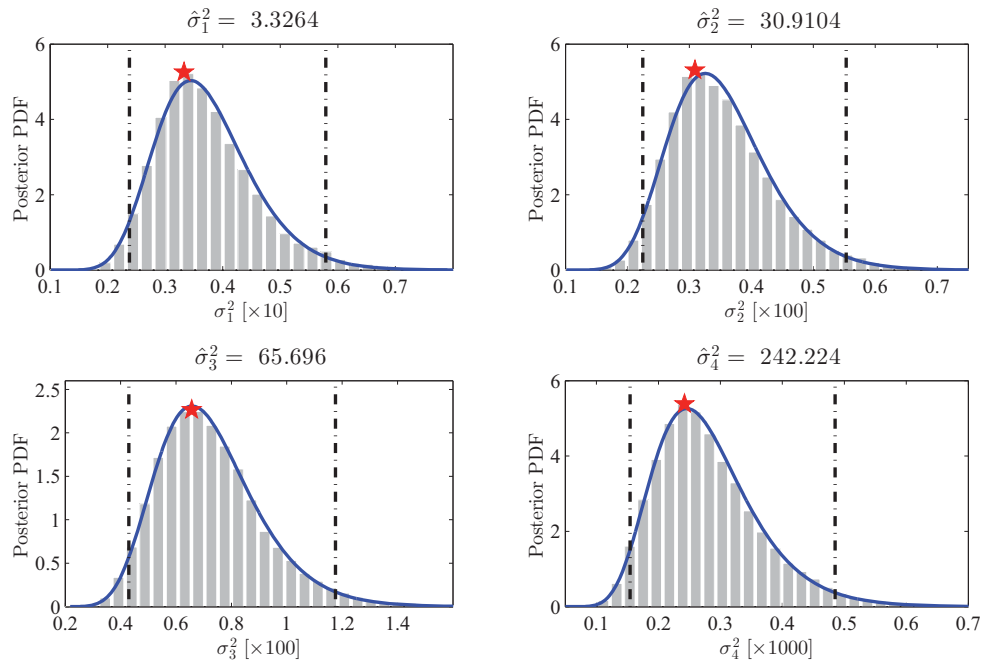 σ̂₁² = 3.3264
Posterior PDF
6
4
2
0
0.1 0.2 0.3 0.4 0.5 0.6 0.7
σ₁² [×10]
σ̂₂² = 30.9104
Posterior PDF
6
4
2
0
0.1 0.2 0.3 0.4 0.5 0.6 0.7
σ₂² [×100]
σ̂₃² = 65.696
Posterior PDF
2.5
2
1.5
1
0.5
0
0.2 0.4 0.6 0.8 1 1.2 1.4
σ₃² [×100]
σ̂₄² = 242.224
Posterior PDF
6
4
2
0
0.1 0.2 0.3 0.4 0.5 0.6 0.7
σ₄² [×1000]